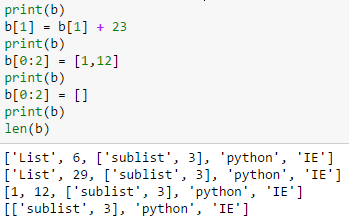 print(b)
b[1] = b[1] + 23
print(b)
b[0:2] = [1,12]
print(b)
b[0:2] = []
print(b)
len(b)
['List', 6, ['sublist', 3], 'python', 'IE']
['List', 29, ['sublist', 3], 'python', 'IE']
[1, 12, ['sublist', 3], 'python', 'IE']
[['sublist', 3], 'python', 'IE']